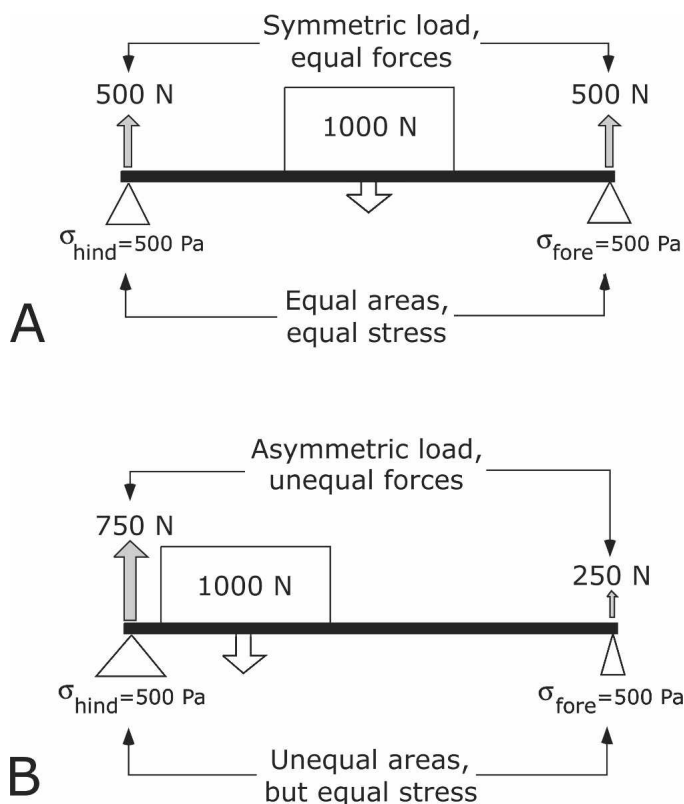 Symmetric load,
equal forces
500 N
500 N
1000 N
σhind=500 Pa
σfore=500 Pa
Equal areas,
equal stress
A
Asymmetric load,
unequal forces
750 N
1000 N
250 N
σhind=500 Pa
σfore=500 Pa
Unequal areas,
but equal stress
B